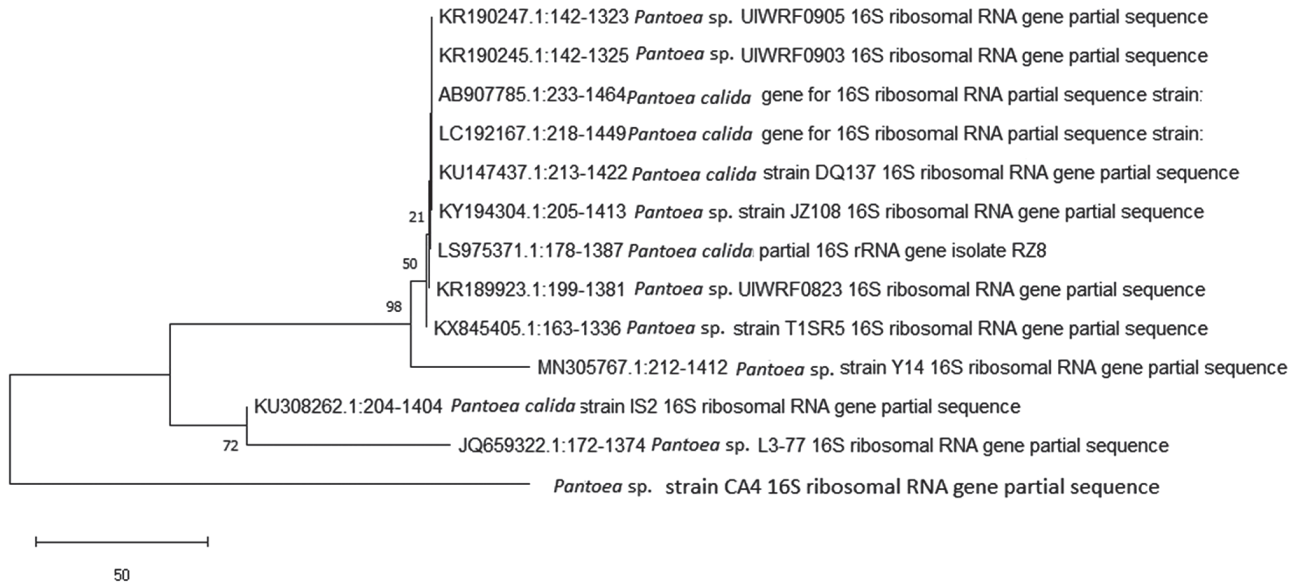 KR190247.1:142-1323 Pantoea sp. UIWRF0905 16S ribosomal RNA gene partial sequence
KR190245.1:142-1325 Pantoea sp. UIWRF0903 16S ribosomal RNA gene partial sequence
AB907785.1:233-1464 Pantoea calida gene for 16S ribosomal RNA partial sequence strain:
LC192167.1:218-1449 Pantoea calida gene for 16S ribosomal RNA partial sequence strain:
KU147437.1:213-1422 Pantoea calida strain DQ137 16S ribosomal RNA gene partial sequence
KY194304.1:205-1413 Pantoea sp. strain JZ108 16S ribosomal RNA gene partial sequence
21
LS975371.1:178-1387 Pantoea calida partial 16S rRNA gene isolate RZ8
50
KR189923.1:199-1381 Pantoea sp. UIWRF0823 16S ribosomal RNA gene partial sequence
98
KX845405.1:163-1336 Pantoea sp. strain T1SR5 16S ribosomal RNA gene partial sequence
MN305767.1:212-1412 Pantoea sp. strain Y14 16S ribosomal RNA gene partial sequence
KU308262.1:204-1404 Pantoea calida strain IS2 16S ribosomal RNA gene partial sequence
72
JQ659322.1:172-1374 Pantoea sp. L3-77 16S ribosomal RNA gene partial sequence
Pantoea sp. strain CA4 16S ribosomal RNA gene partial sequence
50